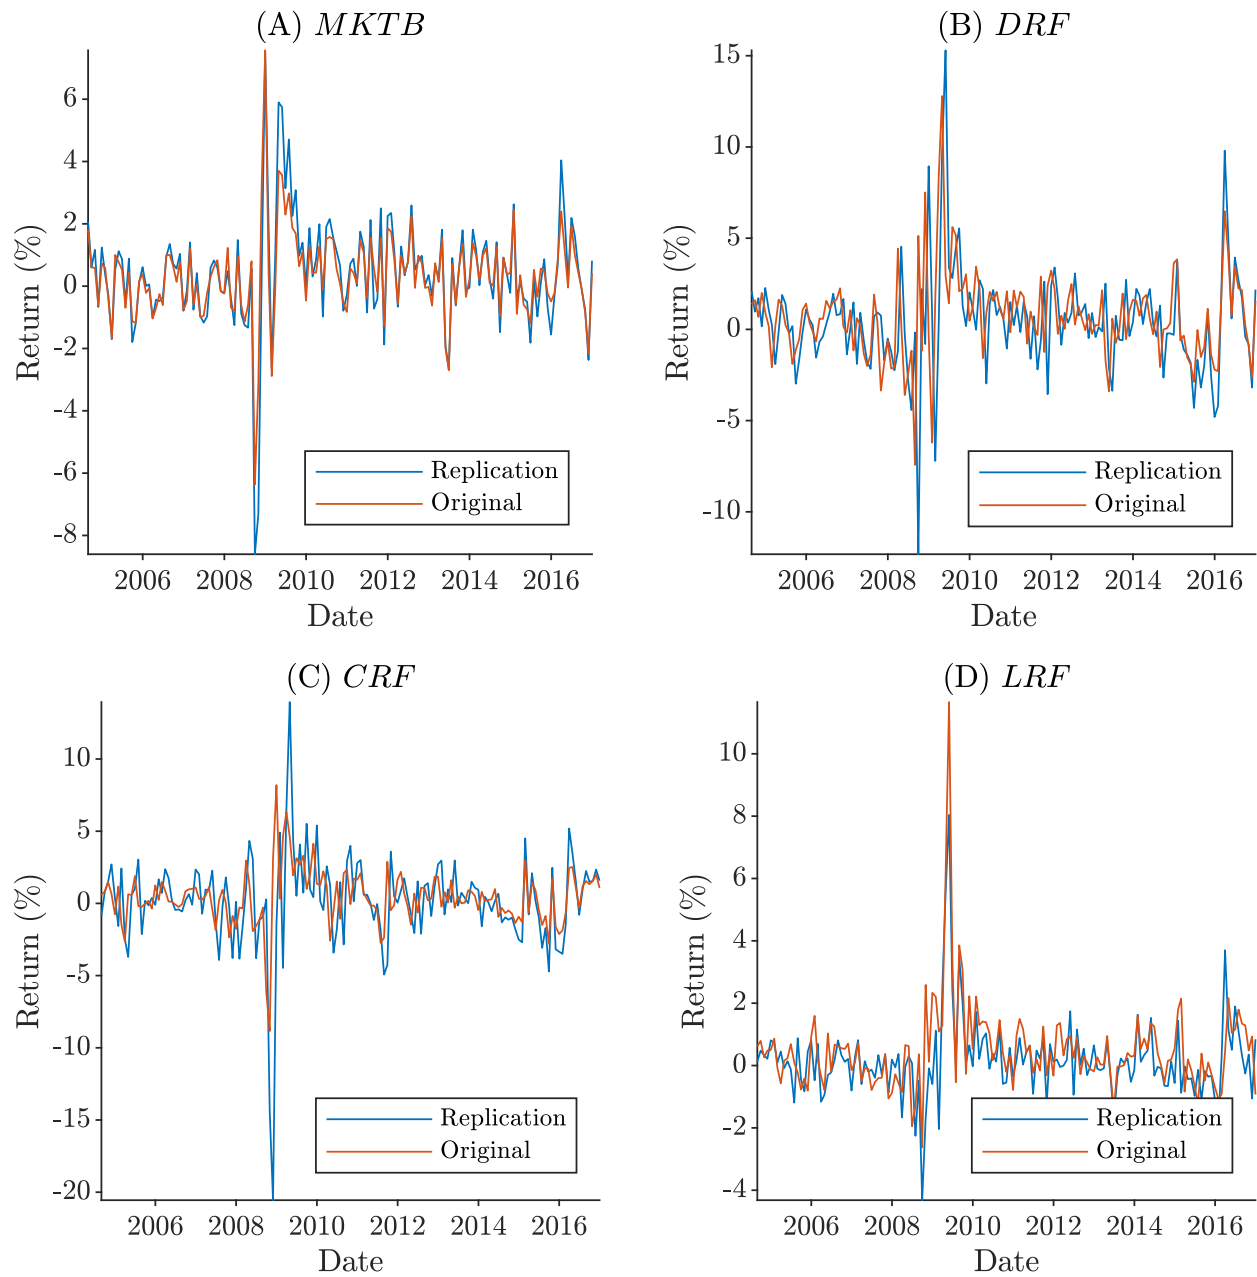 (A) MKTB
6
4
2
0
-2
-4
-6
-8
Return (%)
Replication
Original
2006 2008 2010 2012 2014 2016
Date
(B) DRF
15
10
5
0
-5
-10
Return (%)
Replication
Original
2006 2008 2010 2012 2014 2016
Date
(C) CRF
10
5
0
-5
-10
-15
-20
Return (%)
Replication
Original
2006 2008 2010 2012 2014 2016
Date
(D) LRF
10
8
6
4
2
0
-2
-4
Return (%)
Replication
Original
2006 2008 2010 2012 2014 2016
Date